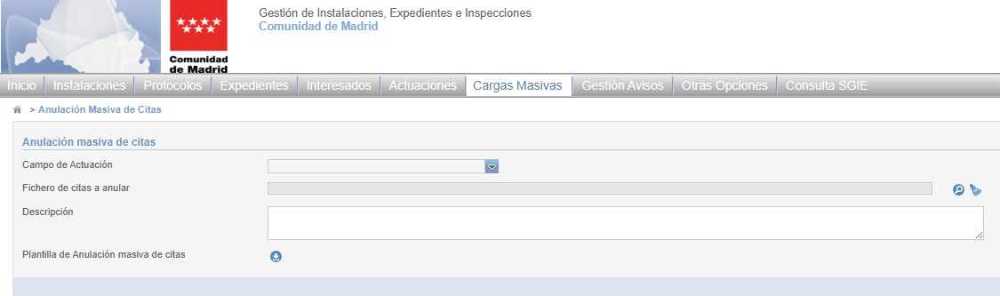 Gestión de Instalaciones, Expedientes e Inspecciones
Comunidad de Madrid
Comunidad
de Madrid
Inicio Instalaciones Protocolos Expedientes Interesados Actuaciones Cargas Masivas Gestión Avisos Otras Opciones Consulta SGIE
> Anulación Masiva de Citas
Anulación masiva de citas
Campo de Actuación
Fichero de citas a anular
Descripción
Plantilla de Anulación masiva de citas